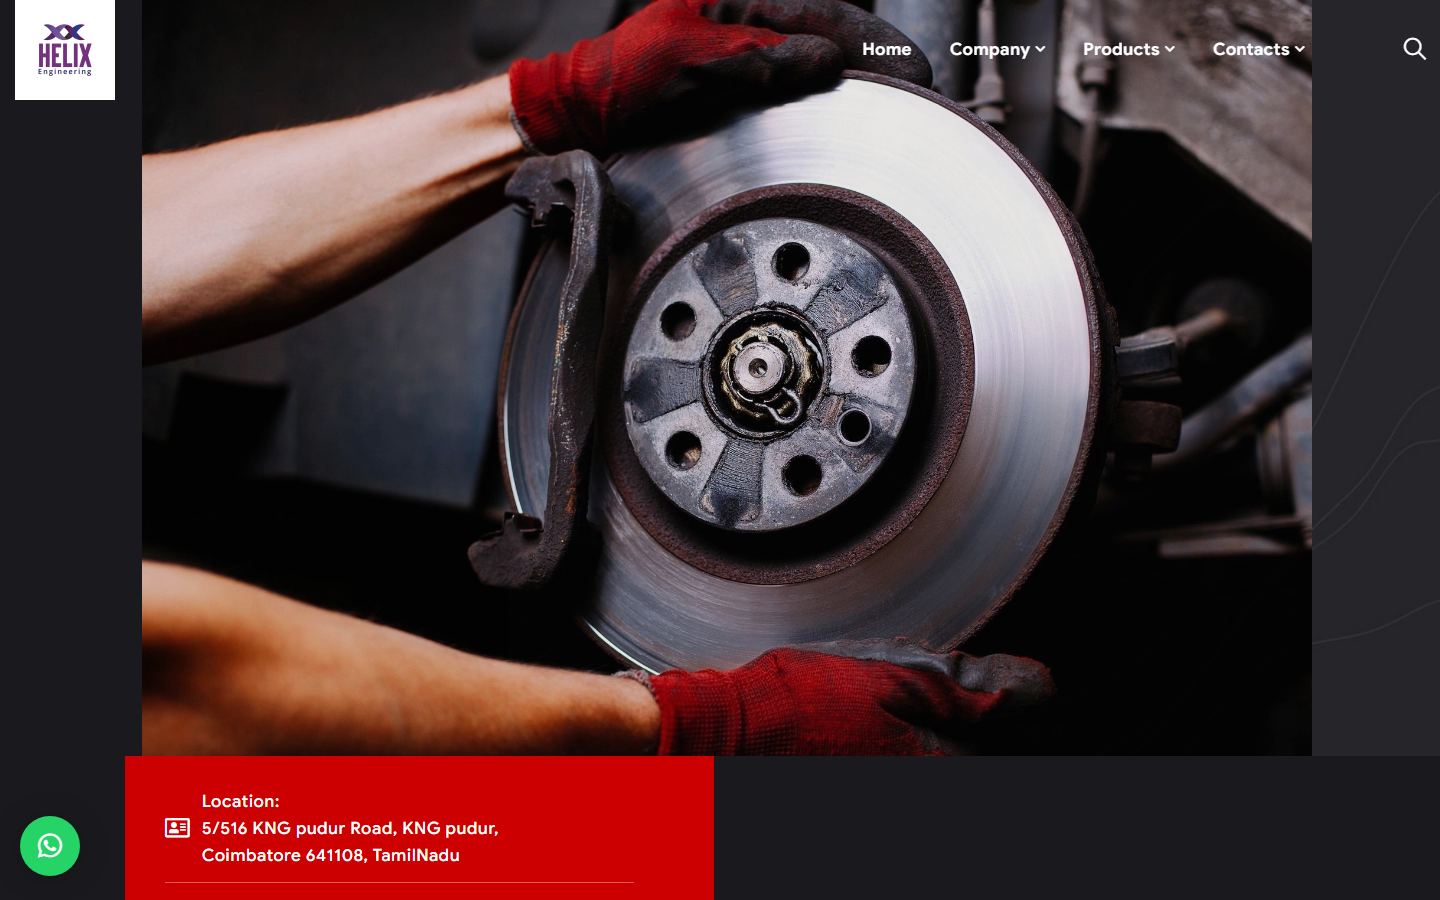 HELIX
Engineering
Home
Company
Products
Contacts
Location:
5/516 KNG pudur Road, KNG pudur,
Coimbatore 641108, TamilNadu